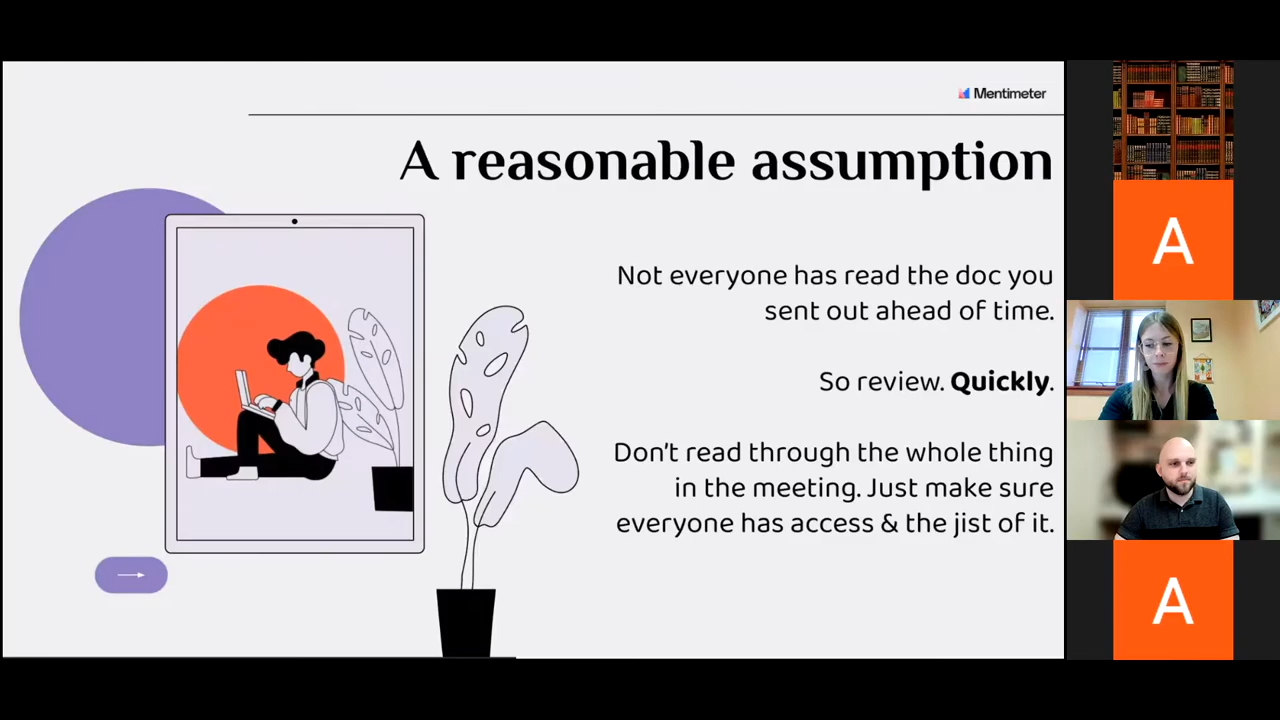 Mentimeter
A reasonable assumption
Not everyone has read the doc you
sent out ahead of time.
So review. Quickly.
Don't read through the whole thing
in the meeting. Just make sure
everyone has access & the jist of it.
A
A